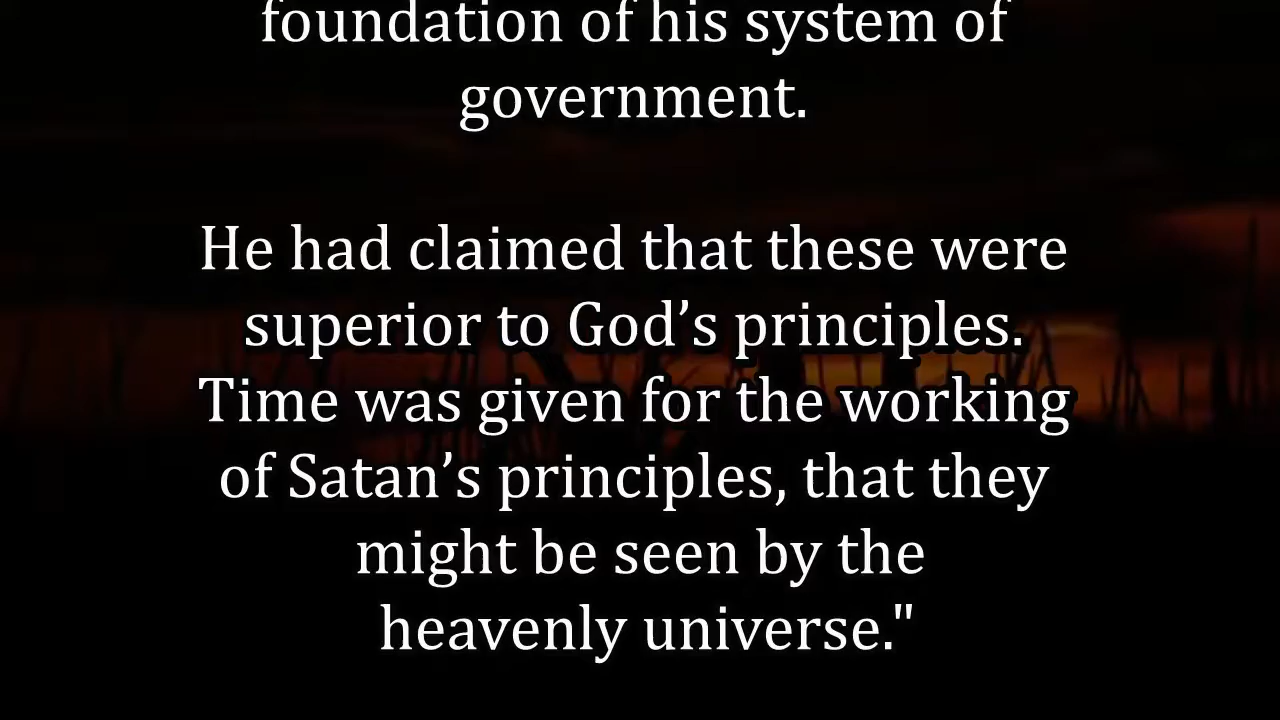 foundation of his system of
government.
He had claimed that these were
superior to God’s principles.
Time was given for the working
of Satan’s principles, that they
might be seen by the
heavenly universe."